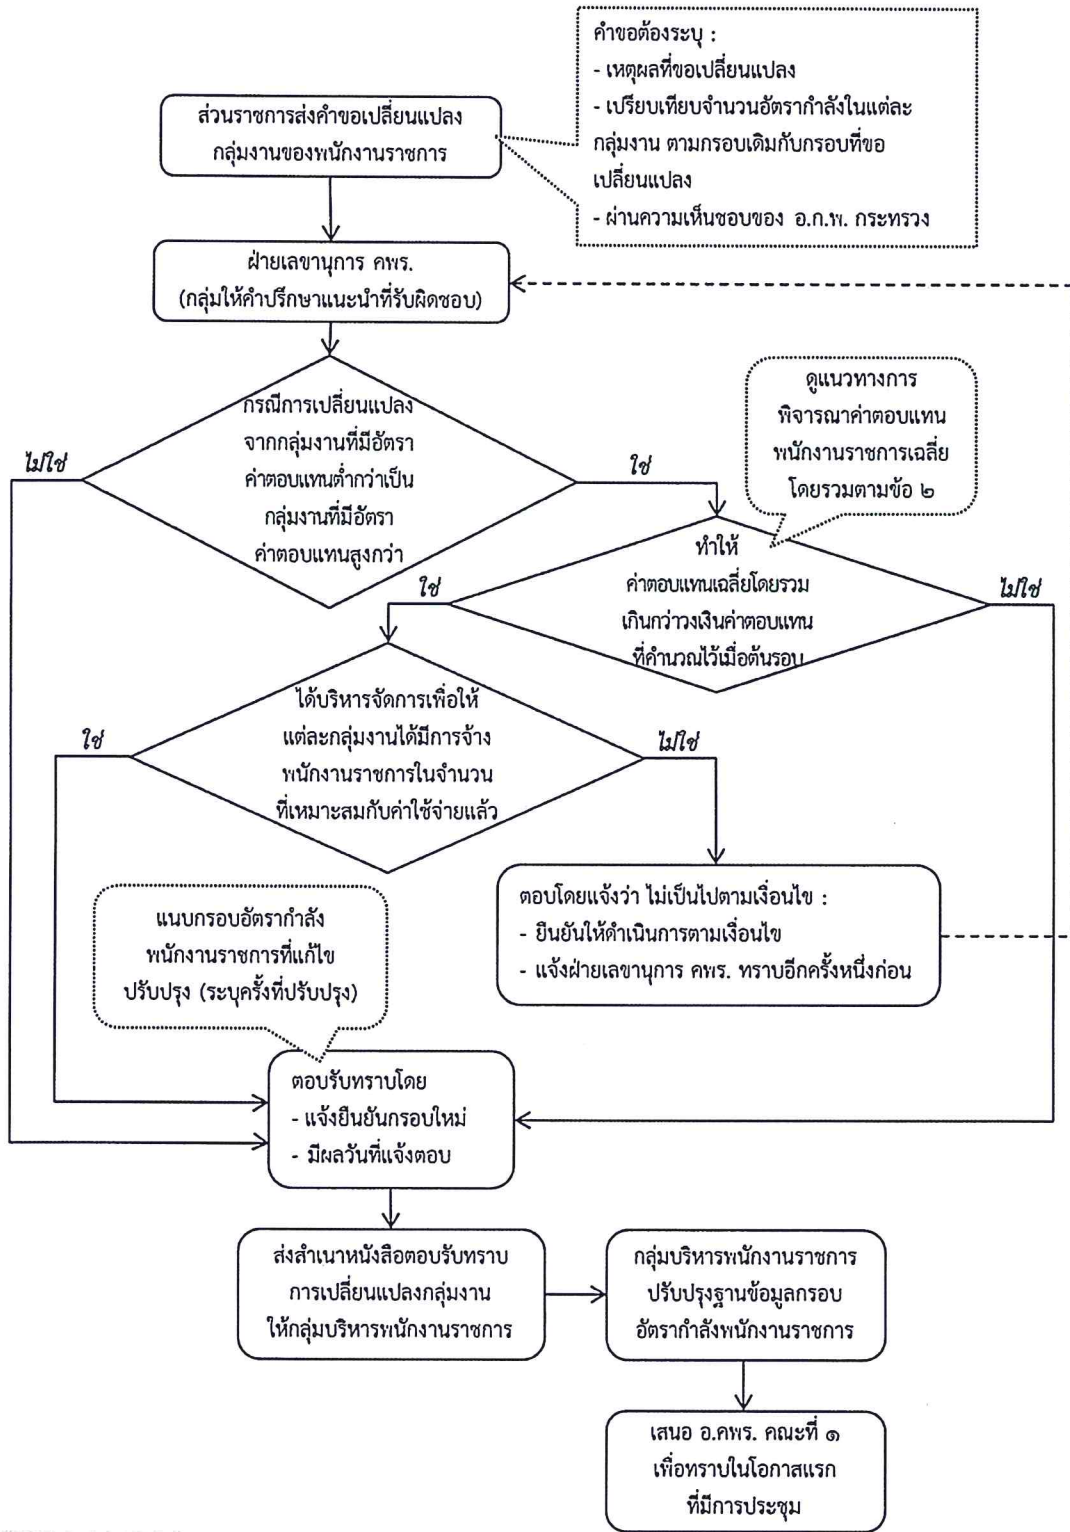 คำขอต้องระบุ :
- เหตุผลที่ขอเปลี่ยนแปลง
- เปรียบเทียบจำนวนอัตรากำลังในแต่ละ
กลุ่มงาน ตามกรอบเดิมกับกรอบที่ขอ
เปลี่ยนแปลง
- ผ่านความเห็นชอบของ อ.ก.พ. กระทรวง
ส่วนราชการส่งคำขอเปลี่ยนแปลง
กลุ่มงานของพนักงานราชการ
ฝ่ายเลขานุการ คพร.
(กลุ่มให้คำปรึกษาแนะนำที่รับผิดชอบ)
กรณีการเปลี่ยนแปลง
จากกลุ่มงานที่มีอัตรา
ค่าตอบแทนต่ำกว่าเป็น
กลุ่มงานที่มีอัตรา
ค่าตอบแทนสูงกว่า
ไม่ใช่
ใช่
ดูแนวทางการ
พิจารณาค่าตอบแทน
พนักงานราชการเฉลี่ย
โดยรวมตามข้อ ๒
ทำให้
ค่าตอบแทนเฉลี่ยโดยรวม
เกินกว่าวงเงินค่าตอบแทน
ที่คำนวณไว้เมื่อต้นรอบ
ใช่
ไม่ใช่
ได้บริหารจัดการเพื่อให้
แต่ละกลุ่มงานได้มีการจ้าง
พนักงานราชการในจำนวน
ที่เหมาะสมกับค่าใช้จ่ายแล้ว
ใช่
ไม่ใช่
ตอบโดยแจ้งว่า ไม่เป็นไปตามเงื่อนไข :
- ยืนยันให้ดำเนินการตามเงื่อนไข
- แจ้งฝ่ายเลขานุการ คพร. ทราบอีกครั้งหนึ่งก่อน
แนบกรอบอัตรากำลัง
พนักงานราชการที่แก้ไข
ปรับปรุง (ระบุครั้งที่ปรับปรุง)
ตอบรับทราบโดย
- แจ้งยืนยันกรอบใหม่
- มีผลวันที่แจ้งตอบ
ส่งสำเนาหนังสือตอบรับทราบ
การเปลี่ยนแปลงกลุ่มงาน
ให้กลุ่มบริหารพนักงานราชการ
กลุ่มบริหารพนักงานราชการ
ปรับปรุงฐานข้อมูลกรอบ
อัตรากำลังพนักงานราชการ
เสนอ อ.คพร. คณะที่ ๑
เพื่อทราบในโอกาสแรก
ที่มีการประชุม